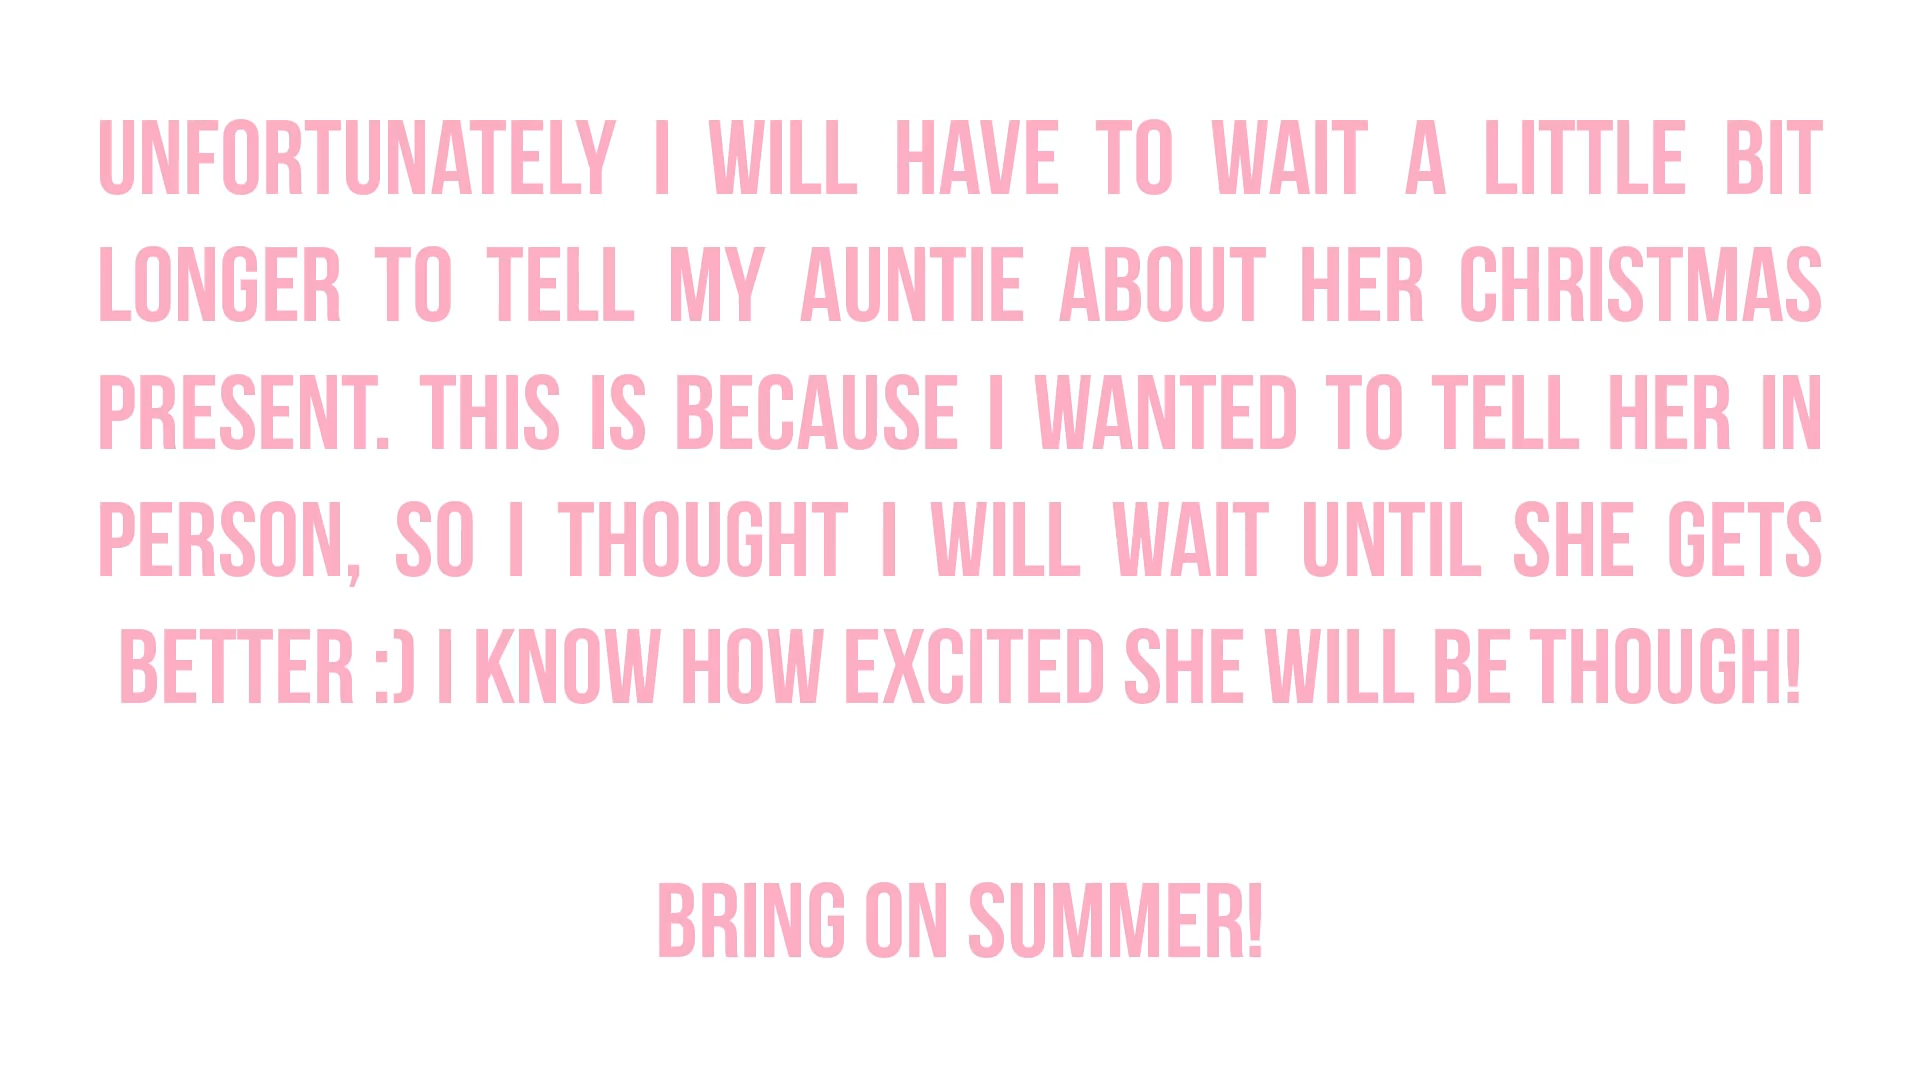 UNFORTUNATELY I WILL HAVE TO WAIT A LITTLE BIT
LONGER TO TELL MY AUNTIE ABOUT HER CHRISTMAS
PRESENT. THIS IS BECAUSE I WANTED TO TELL HER IN
PERSON, SO I THOUGHT I WILL WAIT UNTIL SHE GETS
BETTER :) I KNOW HOW EXCITED SHE WILL BE THOUGH!
BRING ON SUMMER!